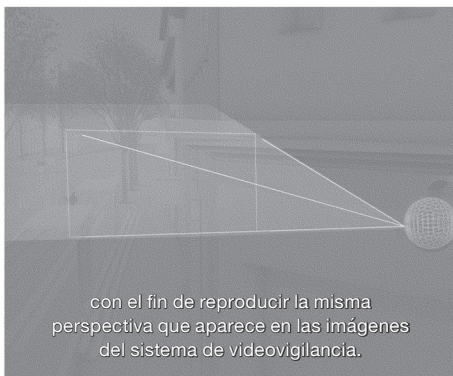 con el fin de reproducir la misma
perspectiva que aparece en las imágenes
del sistema de videovigilancia.